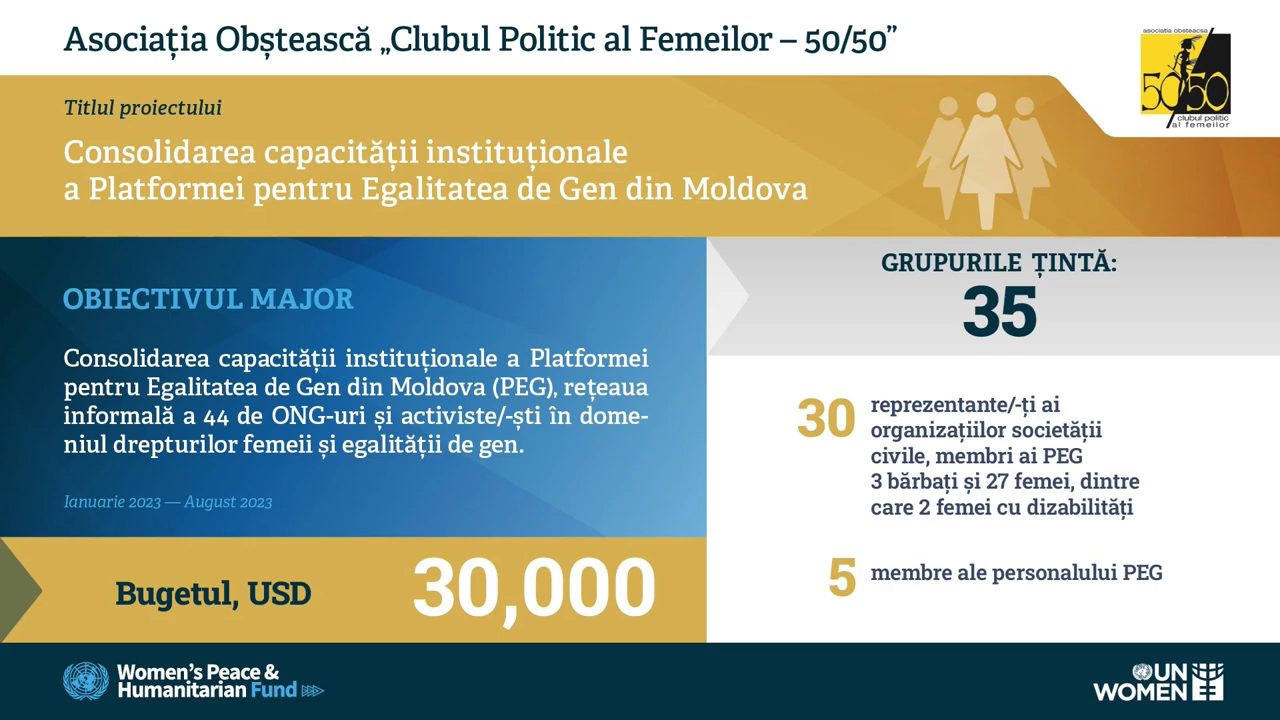 Asociația Obștească „Clubul Politic al Femeilor – 50/50”
asociatia obsteacsa
50 50
clubul politic
al femeilor
Titlul proiectului
Consolidarea capacității instituționale
a Platformei pentru Egalitatea de Gen din Moldova
OBIECTIVUL MAJOR
Consolidarea capacității instituționale a Platformei
pentru Egalitatea de Gen din Moldova (PEG), rețeaua
informală a 44 de ONG-uri și activiste/-ști în dome-
niul drepturilor femeii și egalității de gen.
Ianuarie 2023 — August 2023
Bugetul, USD 30,000
GRUPURILE ȚINTĂ:
35
30 reprezentante/-ți ai
organizațiilor societății
civile, membri ai PEG
3 bărbați și 27 femei, dintre
care 2 femei cu dizabilități
5 membre ale personalului PEG
Women's Peace &
Humanitarian Fund
UN
WOMEN